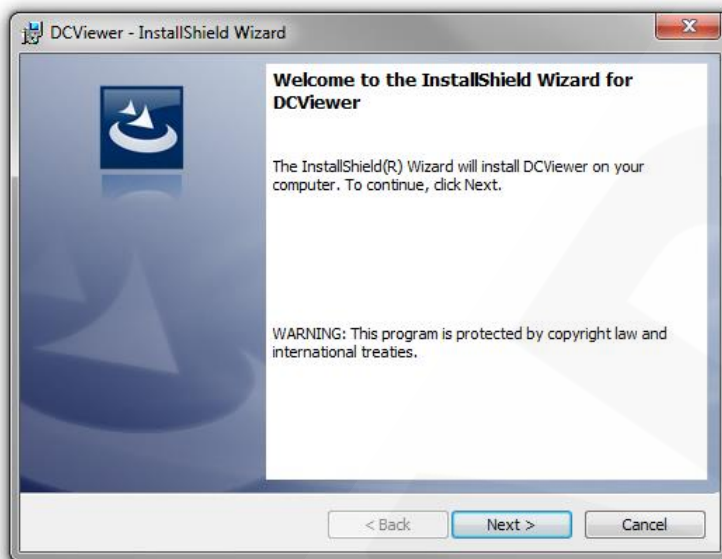 DCViewer - InstallShield Wizard
Welcome to the InstallShield Wizard for
DCViewer
The InstallShield(R) Wizard will install DCViewer on your
computer. To continue, click Next.
WARNING: This program is protected by copyright law and
international treaties.
< Back
Next >
Cancel